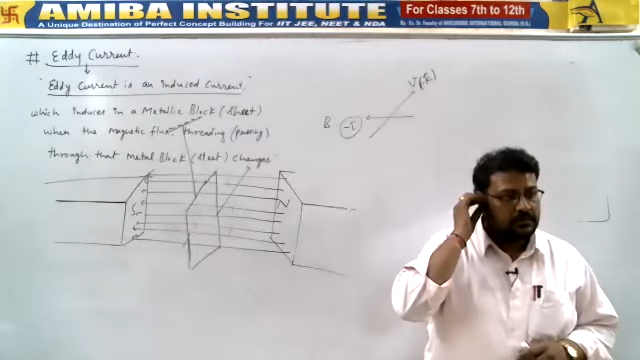 AMIBA INSTITUTE
For Classes 7th to 12th
A Unique Destination of Perfect Concept Building For IIT JEE, NEET & NDA
# Eddy Current.
"Eddy Current is an Induced Current."
which induces in a Metallic Block (Sheet)
when the magnetic flux threading (passing)
through that Metal Block (Sheet) changes
B
S